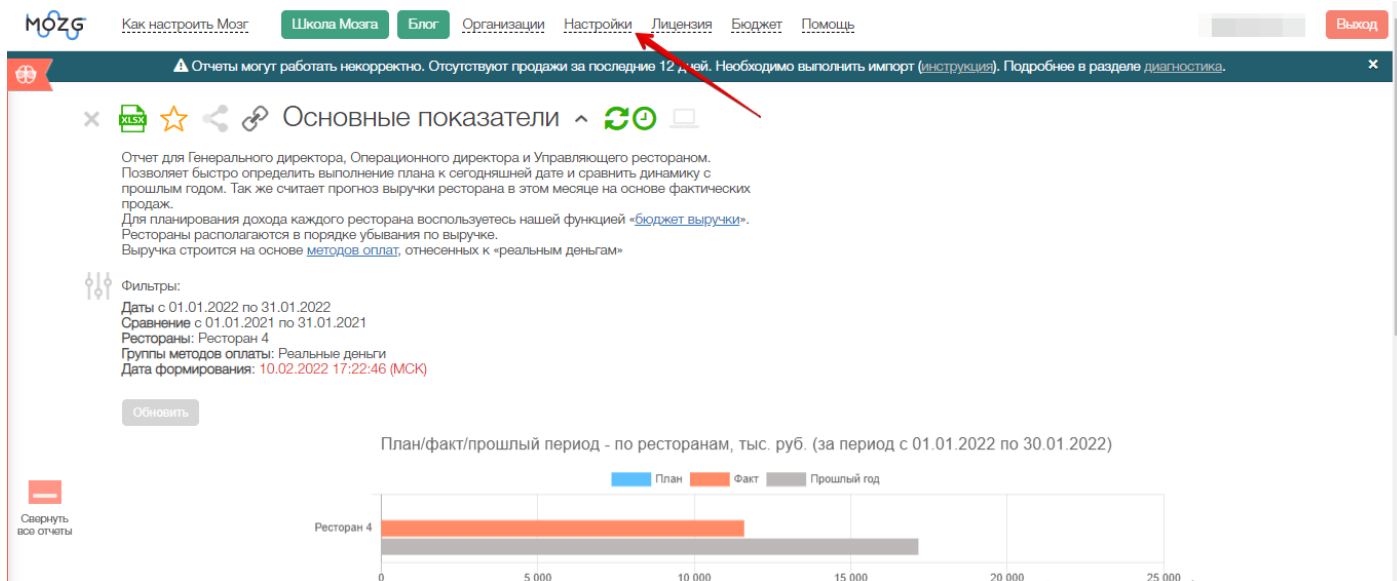 MOZG Как настроить Мозг Школа Мозга Блог Организации Настройки Лицензия Бюджет Помощь Выход
Отчеты могут работать некорректно. Отсутствуют продажи за последние 12 дней. Необходимо выполнить импорт (инструкция). Подробнее в разделе диагностика. ×
XLSX Основные показатели
Отчет для Генерального директора, Операционного директора и Управляющего рестораном.
Позволяет быстро определить выполнение плана к сегодняшней дате и сравнить динамику с
прошлым годом. Так же считает прогноз выручки ресторана в этом месяце на основе фактических
продаж.
Для планирования дохода каждого ресторана воспользуетесь нашей функцией «бюджет выручки».
Рестораны располагаются в порядке убывания по выручке.
Выручка строится на основе методов оплат, отнесенных к «реальным деньгам»
Фильтры:
Даты с 01.01.2022 по 31.01.2022
Сравнение с 01.01.2021 по 31.01.2021
Рестораны: Ресторан 4
Группы методов оплаты: Реальные деньги
Дата формирования: 10.02.2022 17:22:46 (МСК)
Обновить
План/факт/прошлый период - по ресторанам, тыс. руб. (за период с 01.01.2022 по 30.01.2022)
План Факт Прошлый год
Свернуть
все отчеты
Ресторан 4
0 5 000 10 000 15 000 20 000 25 000